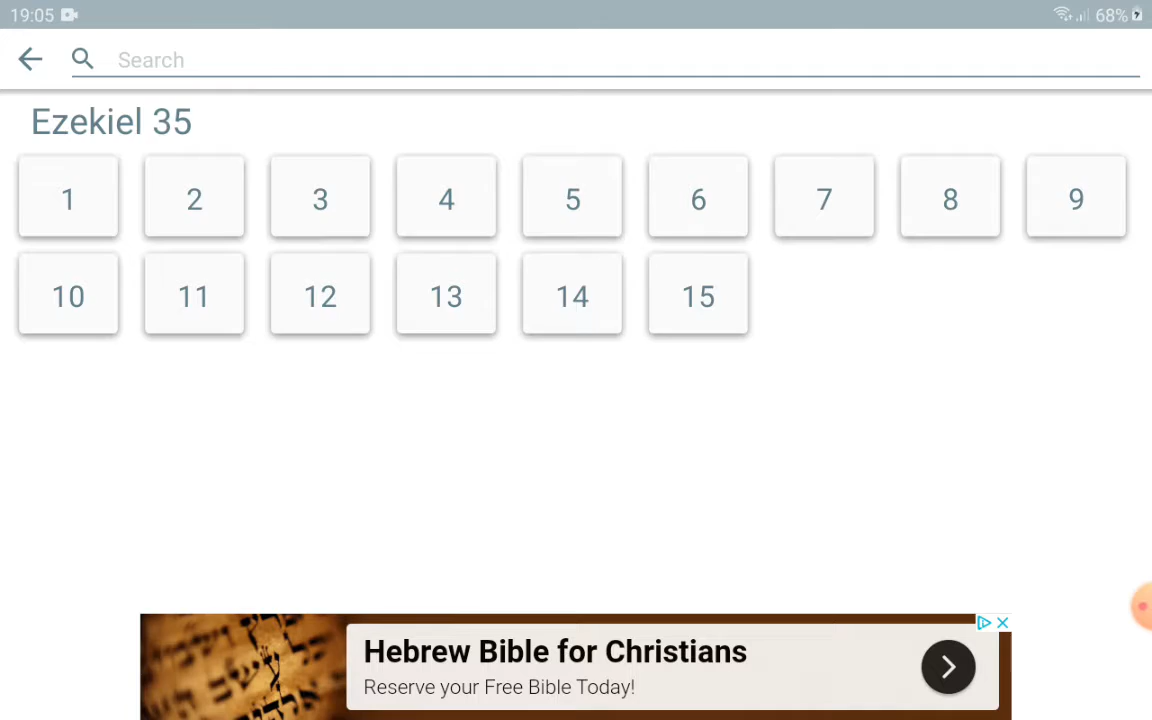 19:05 68%
Search
Ezekiel 35
1 2 3 4 5 6 7 8 9
10 11 12 13 14 15
Hebrew Bible for Christians
Reserve your Free Bible Today!